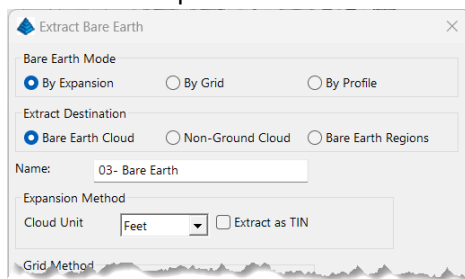 Extract Bare Earth
Bare Earth Mode
By Expansion By Grid By Profile
Extract Destination
Bare Earth Cloud Non-Ground Cloud Bare Earth Regions
Name: 03- Bare Earth
Expansion Method
Cloud Unit Feet Extract as TIN
Grid Method